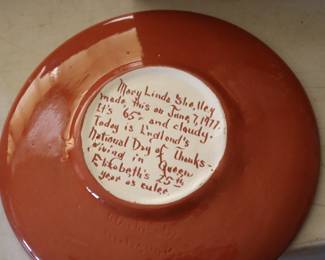 Mary Linda Shelley
made this on June 7, 1977
It's 65° and cloudy.
Today is England's
National Day of Thanks-
giving in Queen
Elizabeth's 25th
year as ruler